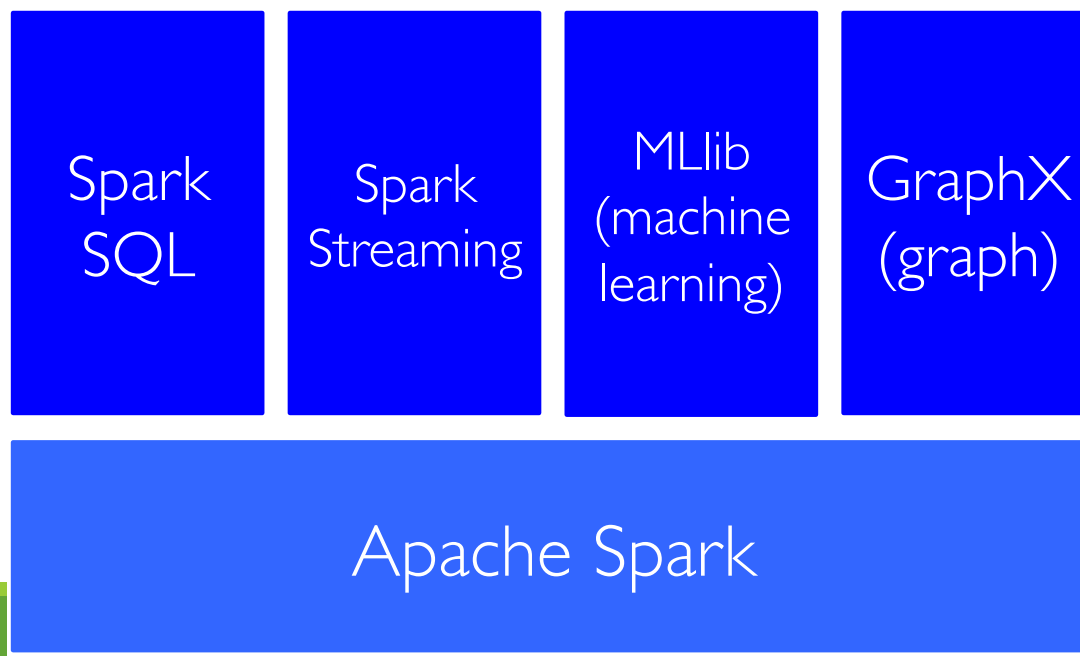 Spark
SQL
Spark
Streaming
MLlib
(machine
learning)
GraphX
(graph)
Apache Spark